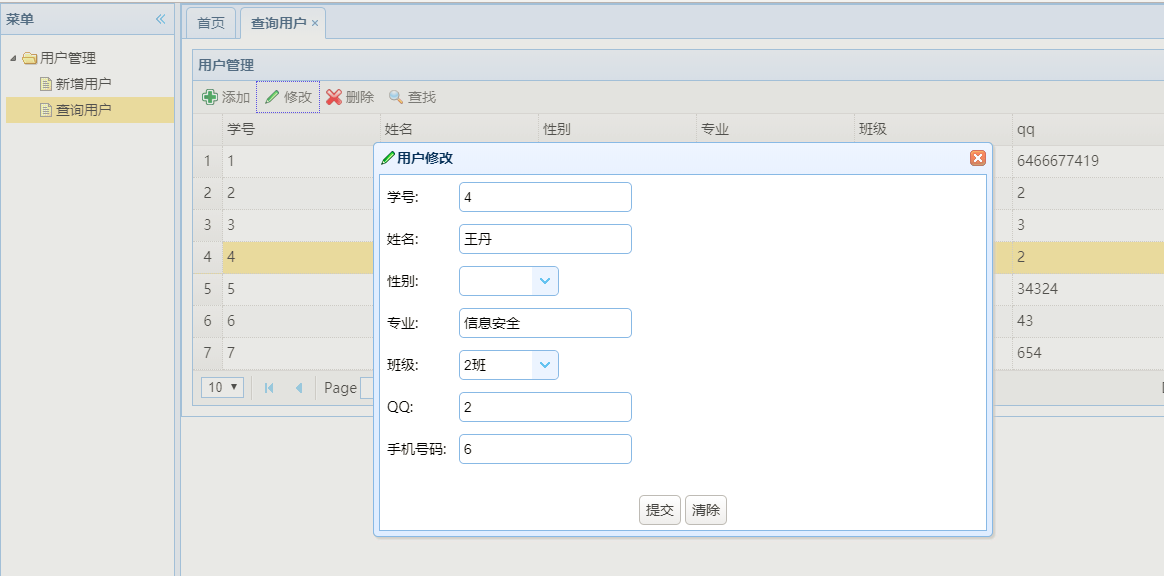 菜单
用户管理
新增用户
查询用户
首页 查询用户 ×
用户管理
添加 修改 删除 查找
学号 姓名 性别 专业 班级 qq
1 1 6466677419
2 2 2
3 3 3
4 4 2
5 5 34324
6 6 43
7 7 654
10 Page
用户修改
学号: 4
姓名: 王丹
性别:
专业: 信息安全
班级: 2班
QQ: 2
手机号码: 6
提交 清除